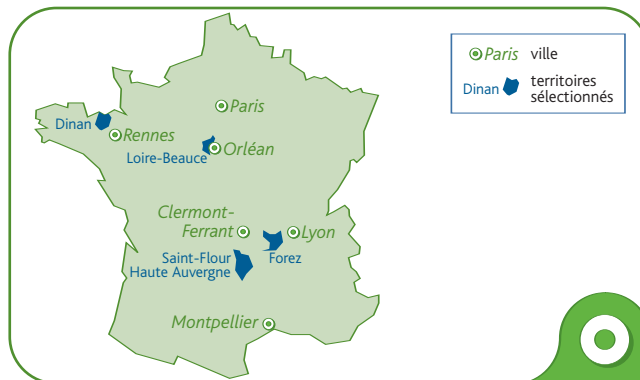 Paris ville
Dinan territoires
sélectionnés
Paris
Dinan
Rennes
Loire-Beauce
Orléan
Clermont-
Ferrant
Lyon
Saint-Flour
Haute Auvergne
Forez
Montpellier